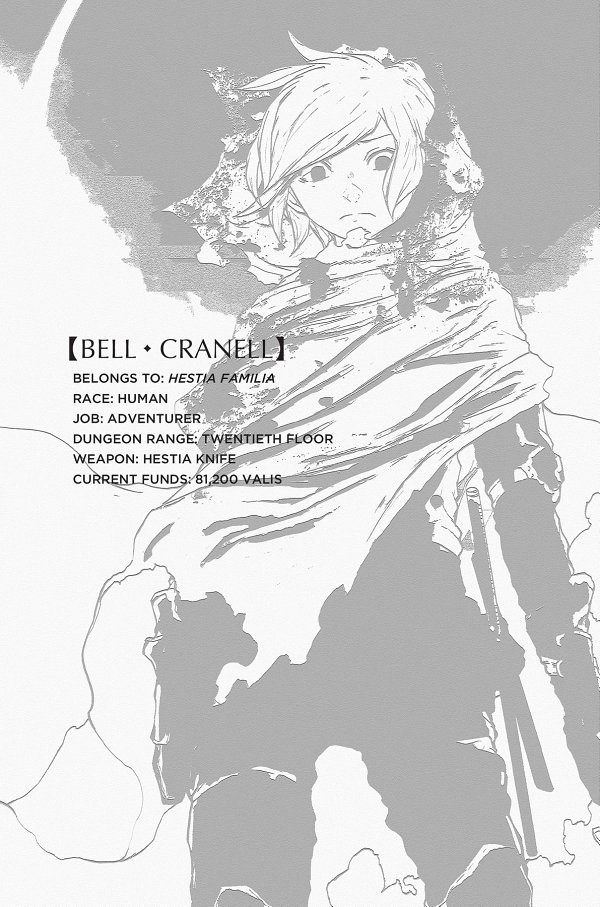 【BELL ◆ CRANELL】
BELONGS TO: HESTIA FAMILIA
RACE: HUMAN
JOB: ADVENTURER
DUNGEON RANGE: TWENTIETH FLOOR
WEAPON: HESTIA KNIFE
CURRENT FUNDS: 81,200 VALIS